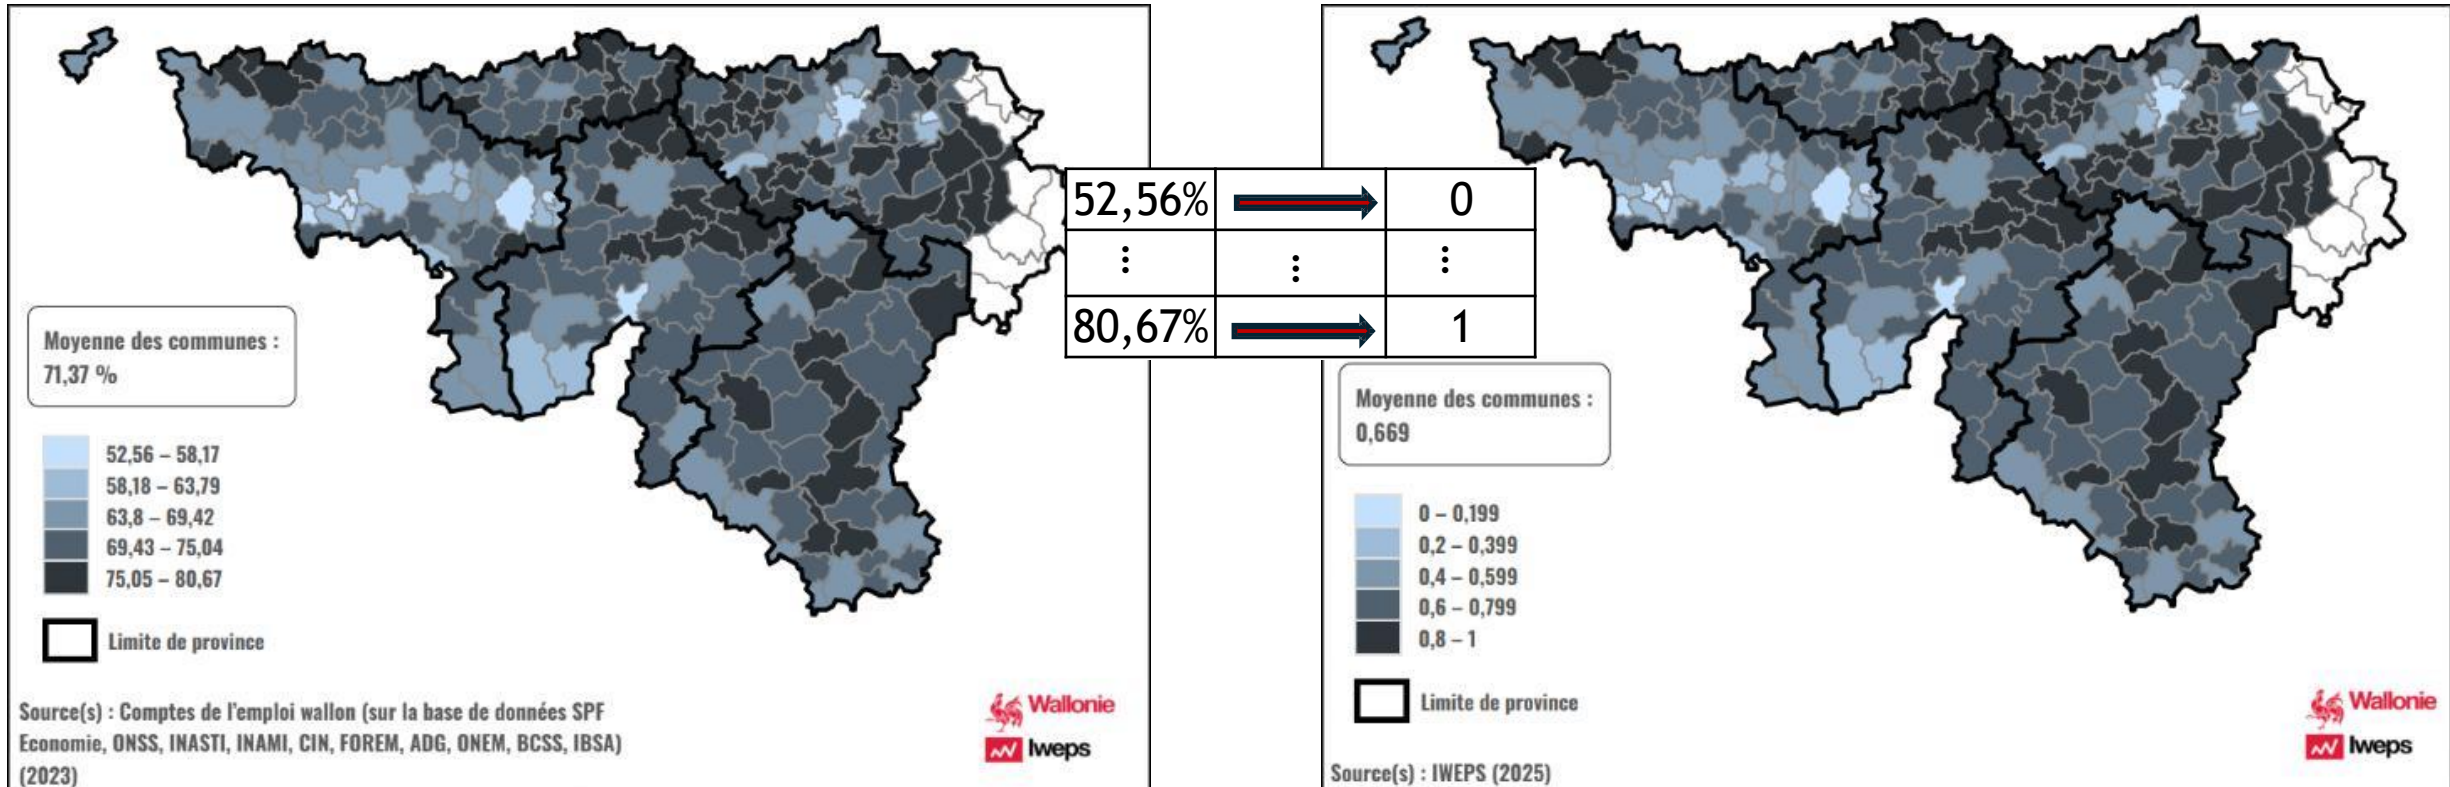 Moyenne des communes :
71,37 %
52,56 – 58,17
58,18 – 63,79
63,8 – 69,42
69,43 – 75,04
75,05 – 80,67
Limite de province
Source(s) : Comptes de l'emploi wallon (sur la base de données SPF
Economie, ONSS, INASTI, INAMI, CIN, FOREM, ADG, ONEM, BCSS, IBSA)
(2023)
Wallonie
Iweps
52,56% 0
⋮ ⋮ ⋮
80,67% 1
Moyenne des communes :
0,669
0 – 0,199
0,2 – 0,399
0,4 – 0,599
0,6 – 0,799
0,8 – 1
Limite de province
Source(s) : IWEPS (2025)
Wallonie
Iweps